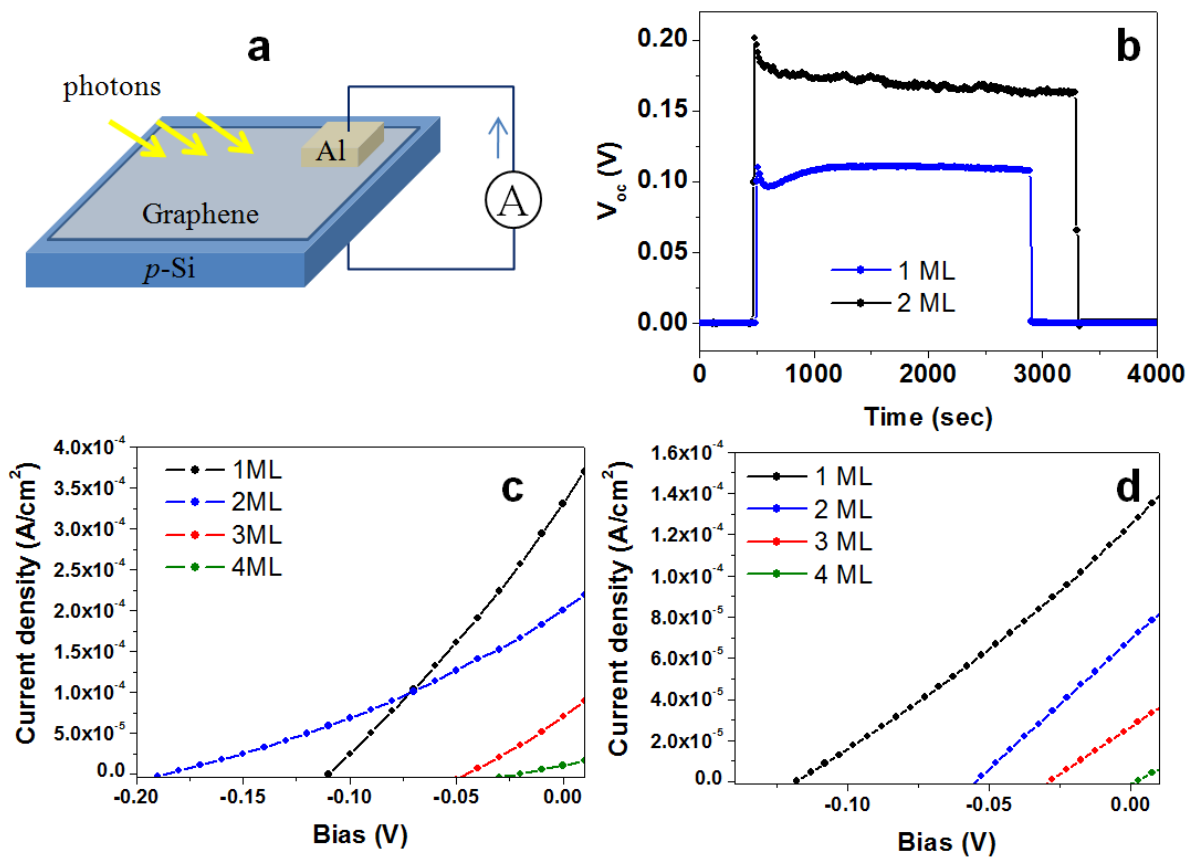 a
photons
Al
Graphene
p-Si
A
b
0.20
0.15
0.10
0.05
0.00
V_oc (V)
1 ML
2 ML
0 1000 2000 3000 4000
Time (sec)
c
4.0x10^-4
3.5x10^-4
3.0x10^-4
2.5x10^-4
2.0x10^-4
1.5x10^-4
1.0x10^-4
5.0x10^-5
0.0
Current density (A/cm^2)
1ML
2ML
3ML
4ML
-0.20 -0.15 -0.10 -0.05 0.00
Bias (V)
d
1.6x10^-4
1.4x10^-4
1.2x10^-4
1.0x10^-4
8.0x10^-5
6.0x10^-5
4.0x10^-5
2.0x10^-5
0.0
Current density (A/cm^2)
1 ML
2 ML
3 ML
4 ML
-0.10 -0.05 0.00
Bias (V)